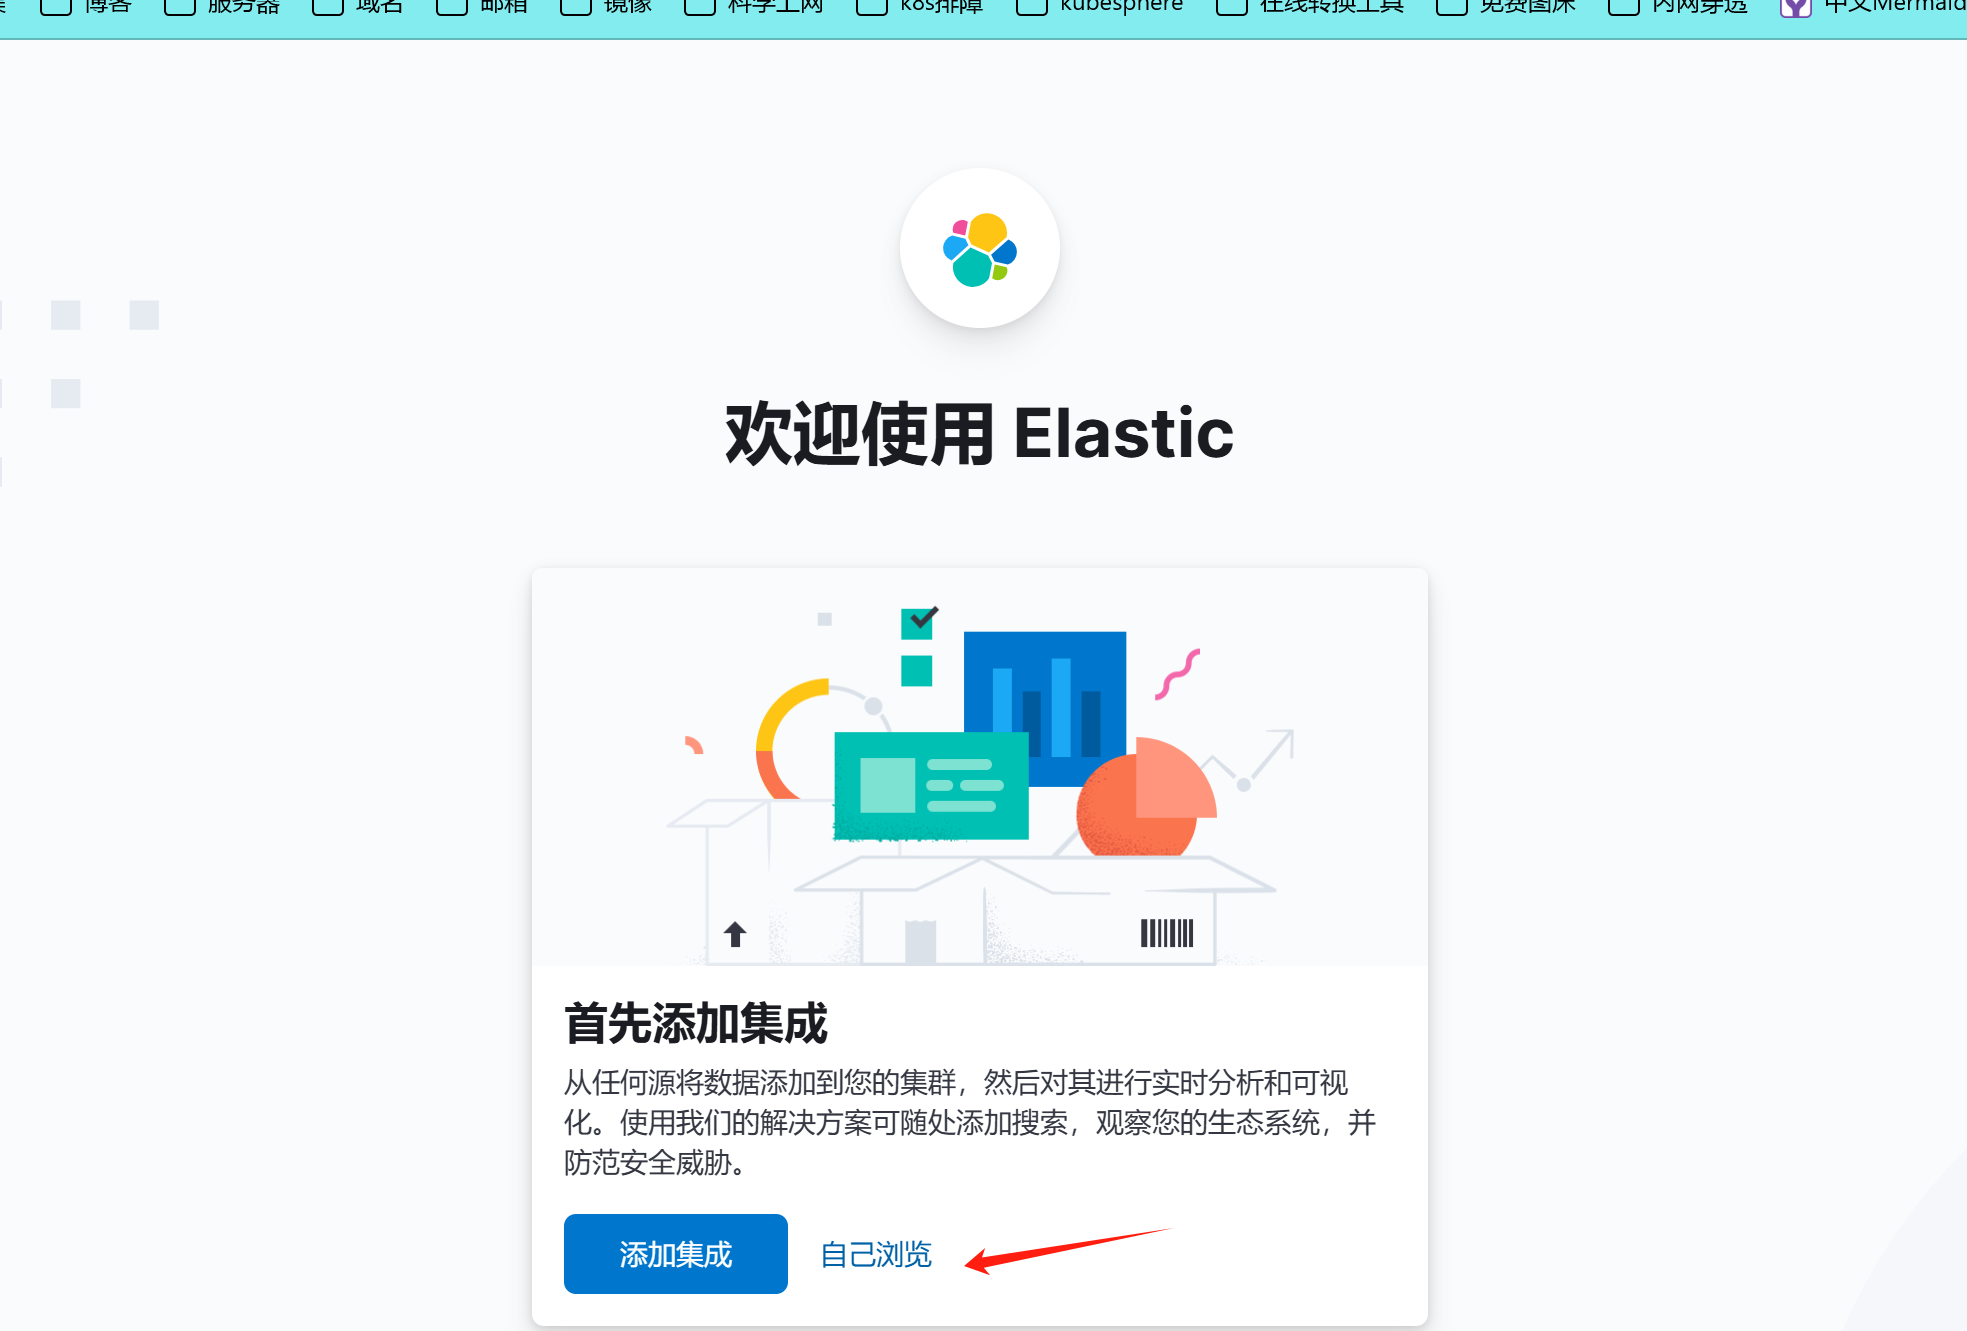 博客 服务器 域名 邮箱 镜像 科学上网 k8s排障 kubesphere 在线转换工具 免费图床 内网穿透 中文Mermaid
欢迎使用 Elastic
首先添加集成
从任何源将数据添加到您的集群，然后对其进行实时分析和可视
化。使用我们的解决方案可随处添加搜索，观察您的生态系统，并
防范安全威胁。
添加集成 自己浏览